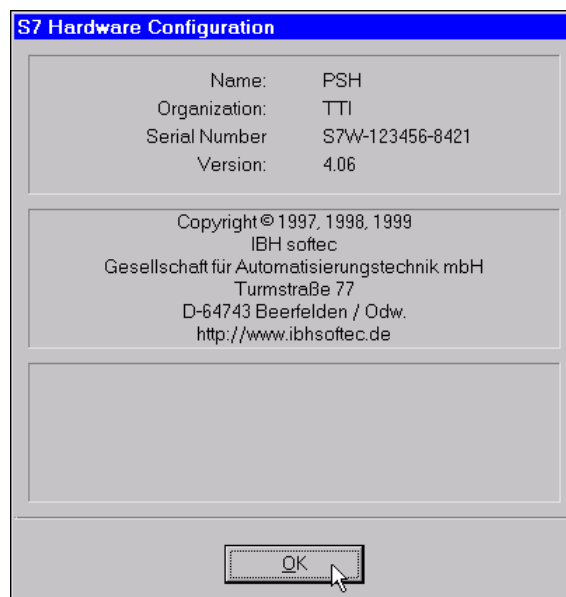 S7 Hardware Configuration
Name: PSH
Organization: TTI
Serial Number S7W-123456-8421
Version: 4.06
Copyright © 1997, 1998, 1999
IBH softec
Gesellschaft für Automatisierungstechnik mbH
Turmstraße 77
D-64743 Beerfelden / Odw.
http://www.ibhsoftec.de
OK